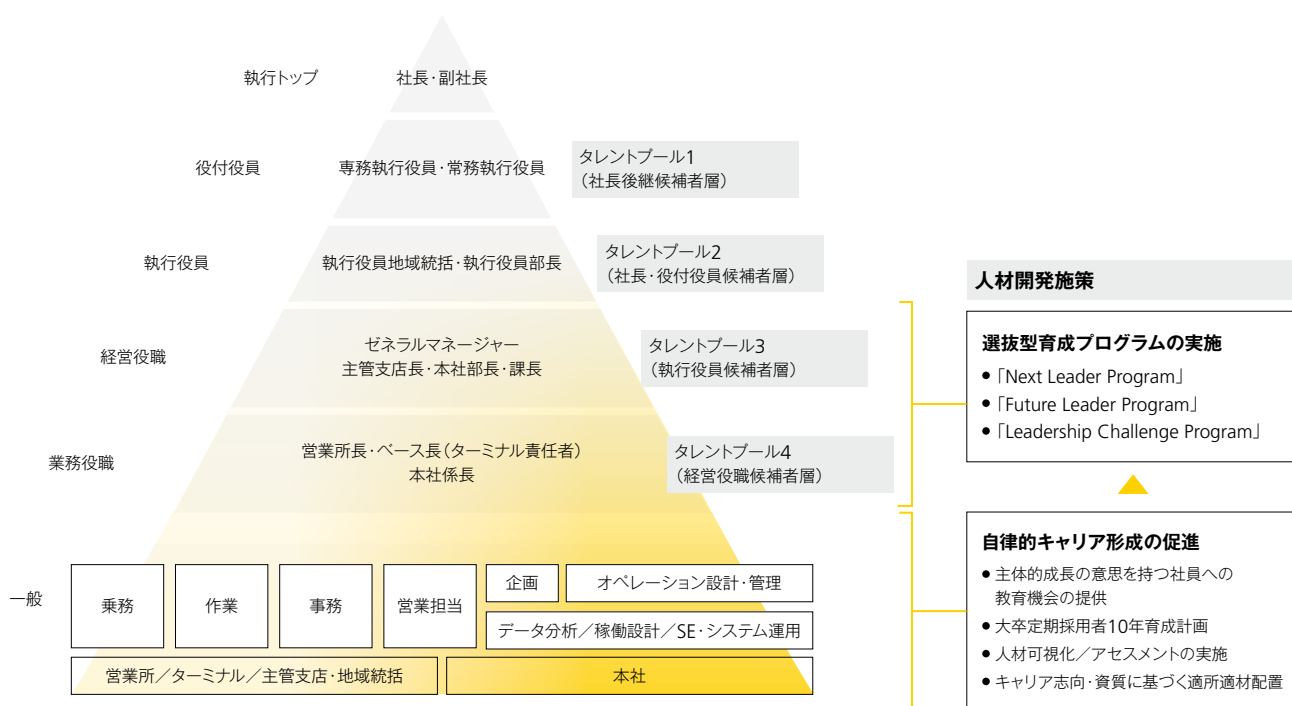 執行トップ
社長・副社長
役付役員
専務執行役員・常務執行役員
タレントプール1
（社長後継候補者層）
執行役員
執行役員地域統括・執行役員部長
タレントプール2
（社長・役付役員候補者層）
経営役職
ゼネラルマネージャー
主管支店長・本社部長・課長
タレントプール3
（執行役員候補者層）
業務役職
営業所長・ベース長（ターミナル責任者）
本社係長
タレントプール4
（経営役職候補者層）
一般
乗務
作業
事務
営業担当
企画
オペレーション設計・管理
データ分析／稼働設計／SE・システム運用
営業所／ターミナル／主管支店・地域統括
本社
人材開発施策
選抜型育成プログラムの実施
● 「Next Leader Program」
● 「Future Leader Program」
● 「Leadership Challenge Program」
自律的キャリア形成の促進
● 主体的成長の意思を持つ社員への
教育機会の提供
● 大卒定期採用者10年育成計画
● 人材可視化／アセスメントの実施
● キャリア志向・資質に基づく適所適材配置